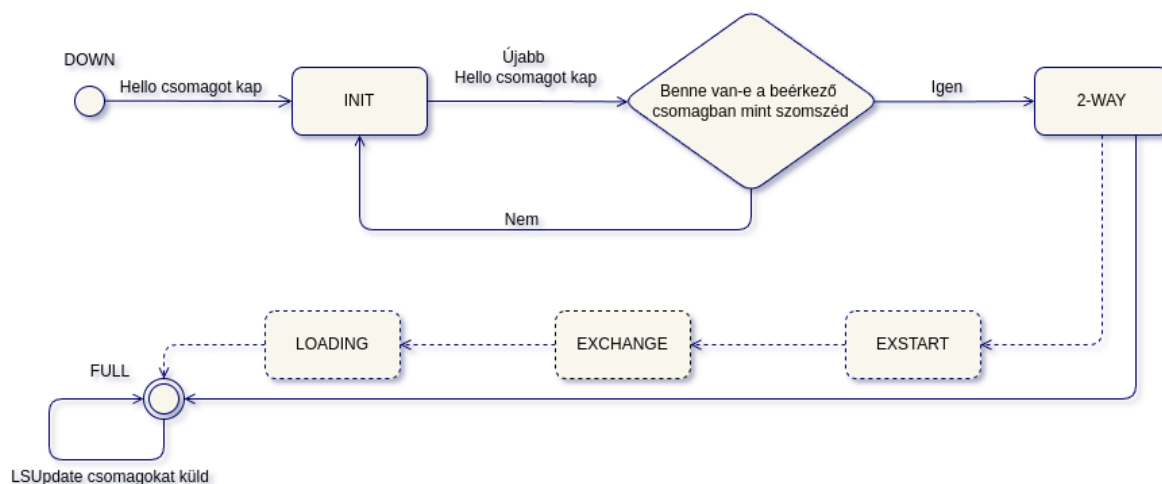 DOWN
Hello csomagot kap
INIT
Újabb
Hello csomagot kap
Benne van-e a beérkező
csomagban mint szomszéd
Igen
2-WAY
Nem
LOADING
EXCHANGE
EXSTART
FULL
LSUpdate csomagokat küld